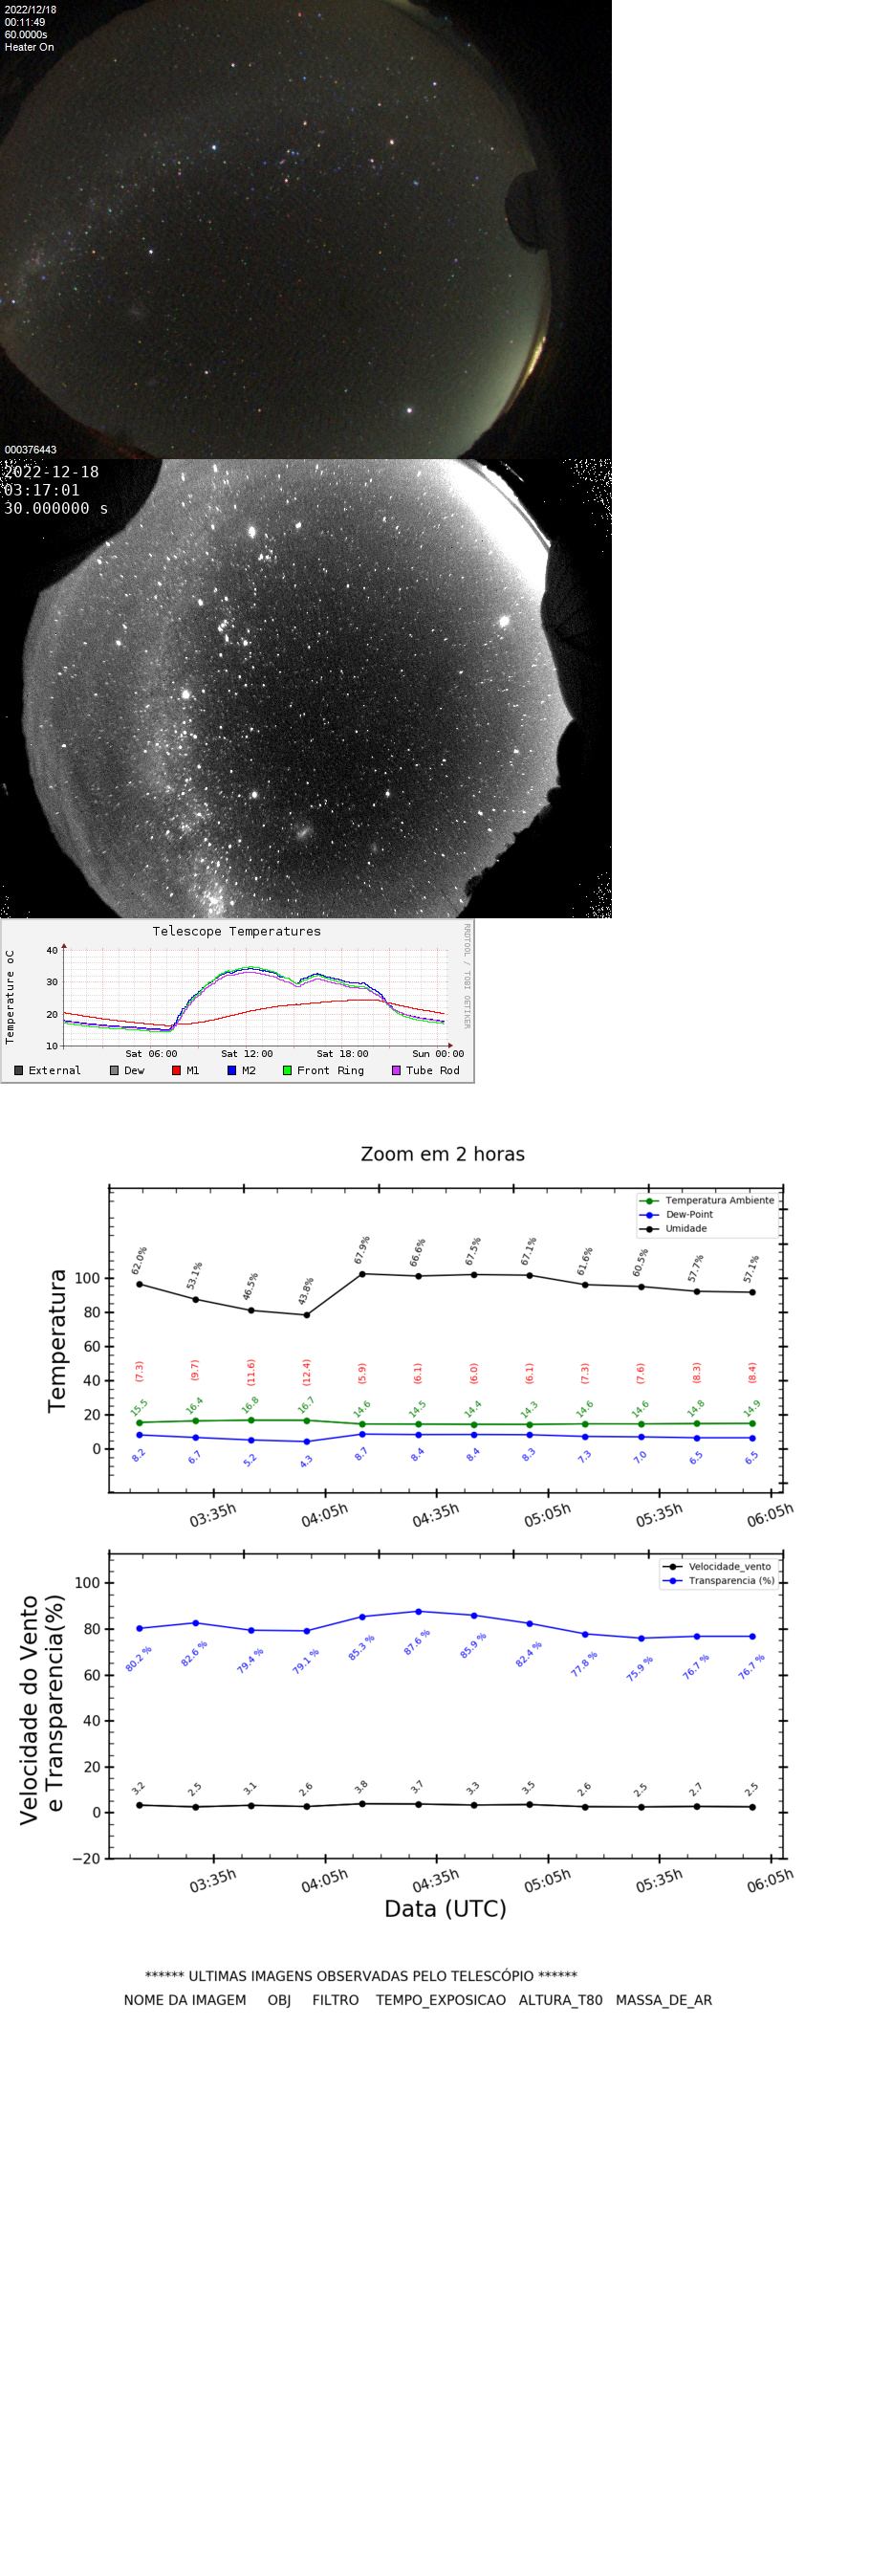 2022/12/18
00:11:49
60.0000s
Heater On
000376443
2022-12-18
03:17:01
30.000000 s
Telescope Temperatures
RRDTOOL / TOBI OETIKER
Temperature oC
40
30
20
10
Sat 06:00 Sat 12:00 Sat 18:00 Sun 00:00
External Dew M1 M2 Front Ring Tube Rod
Zoom em 2 horas
Temperatura Ambiente
Dew-Point
Umidade
Temperatura
100
80
60
40
20
0
62.0% 53.1% 46.5% 43.8% 67.9% 66.6% 67.5% 67.1% 61.6% 60.5% 57.7% 57.1%
(7.3) (9.7) (11.6) (12.4) (5.9) (6.1) (6.0) (6.1) (7.3) (7.6) (8.3) (8.4)
15.5 16.4 16.8 16.7 14.6 14.5 14.4 14.3 14.6 14.6 14.8 14.9
8.2 6.7 5.2 4.3 8.7 8.4 8.4 8.3 7.3 7.0 6.5 6.5
03:35h 04:05h 04:35h 05:05h 05:35h 06:05h
Velocidade_vento
Transparencia (%)
Velocidade do Vento
e Transparencia(%)
100
80
60
40
20
0
−20
80.2 % 82.6 % 79.4 % 79.1 % 85.3 % 87.6 % 85.9 % 82.4 % 77.8 % 75.9 % 76.7 % 76.7 %
3.2 2.5 3.1 2.6 3.8 3.7 3.3 3.5 2.6 2.5 2.7 2.5
03:35h 04:05h 04:35h 05:05h 05:35h 06:05h
Data (UTC)
****** ULTIMAS IMAGENS OBSERVADAS PELO TELESCÓPIO ******
NOME DA IMAGEM OBJ FILTRO TEMPO_EXPOSICAO ALTURA_T80 MASSA_DE_AR